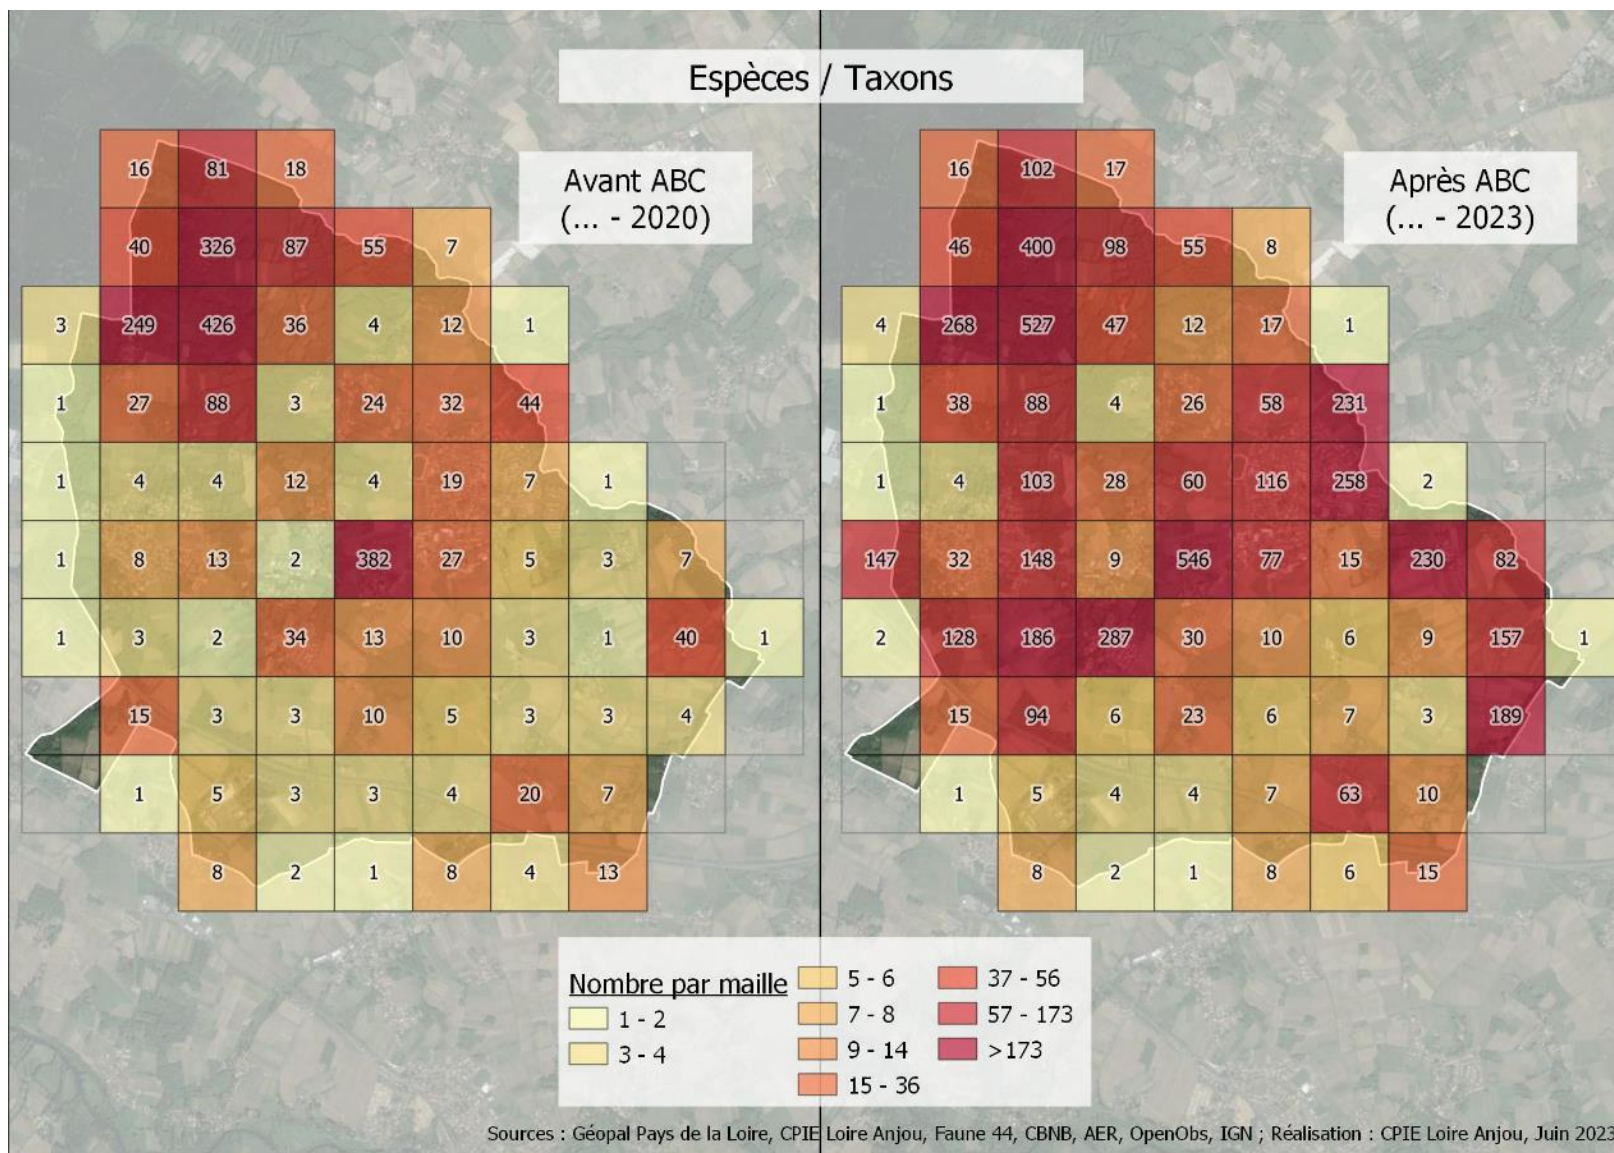 Espèces / Taxons
Avant ABC
(... - 2020)
16 81 18
40 326 87 55 7
3 249 426 36 4 12 1
1 27 88 3 24 32 44
1 4 4 12 4 19 7 1
1 8 13 2 382 27 5 3 7
1 3 2 34 13 10 3 1 40 1
15 3 3 10 5 3 3 4
1 5 3 3 4 20 7
8 2 1 8 4 13
Après ABC
(... - 2023)
16 102 17
46 400 98 55 8
4 268 527 47 12 17 1
1 38 88 4 26 58 231
1 4 103 28 60 116 258 2
147 32 148 9 546 77 15 230 82
2 128 186 287 30 10 6 9 157 1
15 94 6 23 6 7 3 189
1 5 4 4 7 63 10
8 2 1 8 6 15
Nombre par maille
1 - 2
3 - 4
5 - 6
7 - 8
9 - 14
15 - 36
37 - 56
57 - 173
>173
Sources : Géopal Pays de la Loire, CPIE Loire Anjou, Faune 44, CBNB, AER, OpenObs, IGN ; Réalisation : CPIE Loire Anjou, Juin 2023